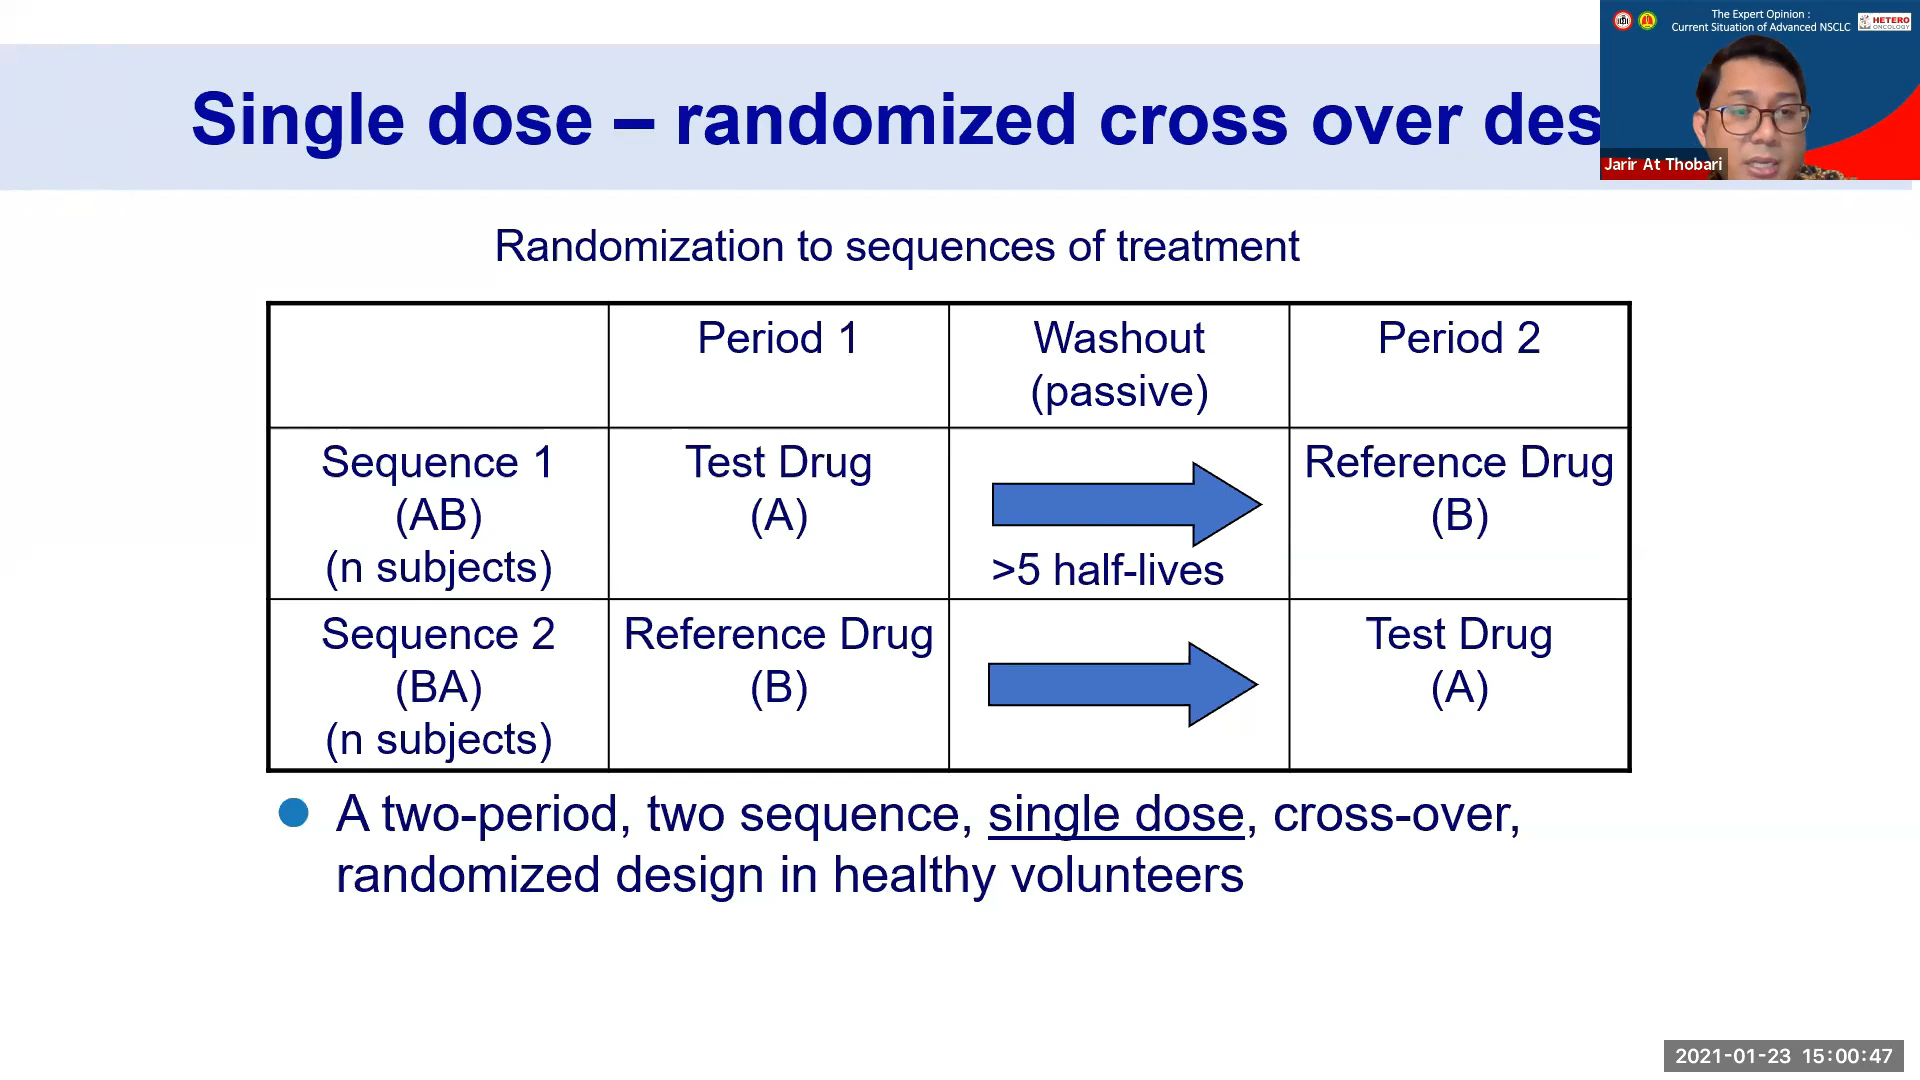 The Expert Opinion :
Current Situation of Advanced NSCLC
HETERO
ONCOLOGY
Jarir At Thobari
Single dose – randomized cross over des
Randomization to sequences of treatment
Period 1
Washout
(passive)
Period 2
Sequence 1
(AB)
(n subjects)
Test Drug
(A)
>5 half-lives
Reference Drug
(B)
Sequence 2
(BA)
(n subjects)
Reference Drug
(B)
Test Drug
(A)
A two-period, two sequence, single dose, cross-over,
randomized design in healthy volunteers
2021-01-23 15:00:47